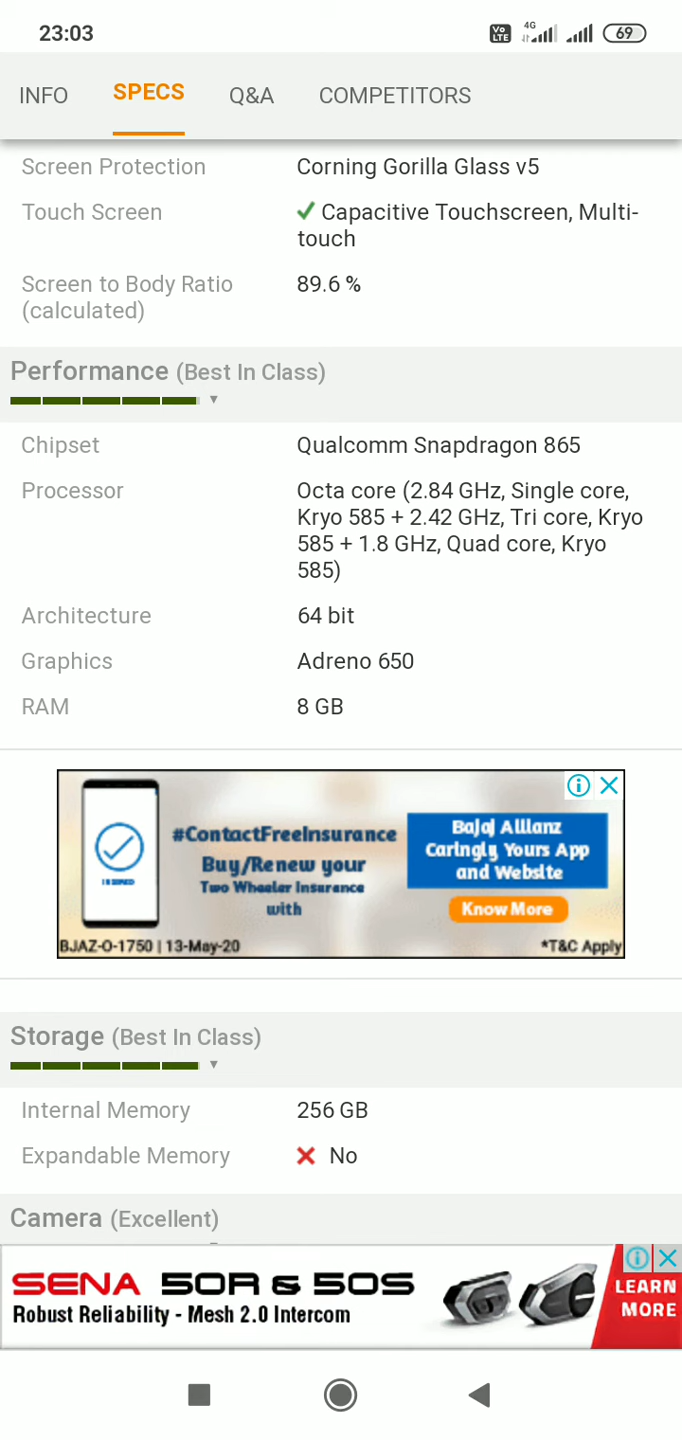 23:03
Vo LTE 4G 69
INFO SPECS Q&A COMPETITORS
Screen Protection Corning Gorilla Glass v5
Touch Screen Capacitive Touchscreen, Multi-
touch
Screen to Body Ratio 89.6 %
(calculated)
Performance (Best In Class)
Chipset Qualcomm Snapdragon 865
Processor Octa core (2.84 GHz, Single core,
Kryo 585 + 2.42 GHz, Tri core, Kryo
585 + 1.8 GHz, Quad core, Kryo
585)
Architecture 64 bit
Graphics Adreno 650
RAM 8 GB
#ContactFreeInsurance
Buy/Renew your
Two Wheeler Insurance
with
Bajaj Allianz
Caringly Yours App
and Website
Know More
BJAZ-O-1750 | 13-May-20 *T&C Apply
Storage (Best In Class)
Internal Memory 256 GB
Expandable Memory No
Camera (Excellent)
SENA 50R & 50S
Robust Reliability - Mesh 2.0 Intercom
LEARN
MORE